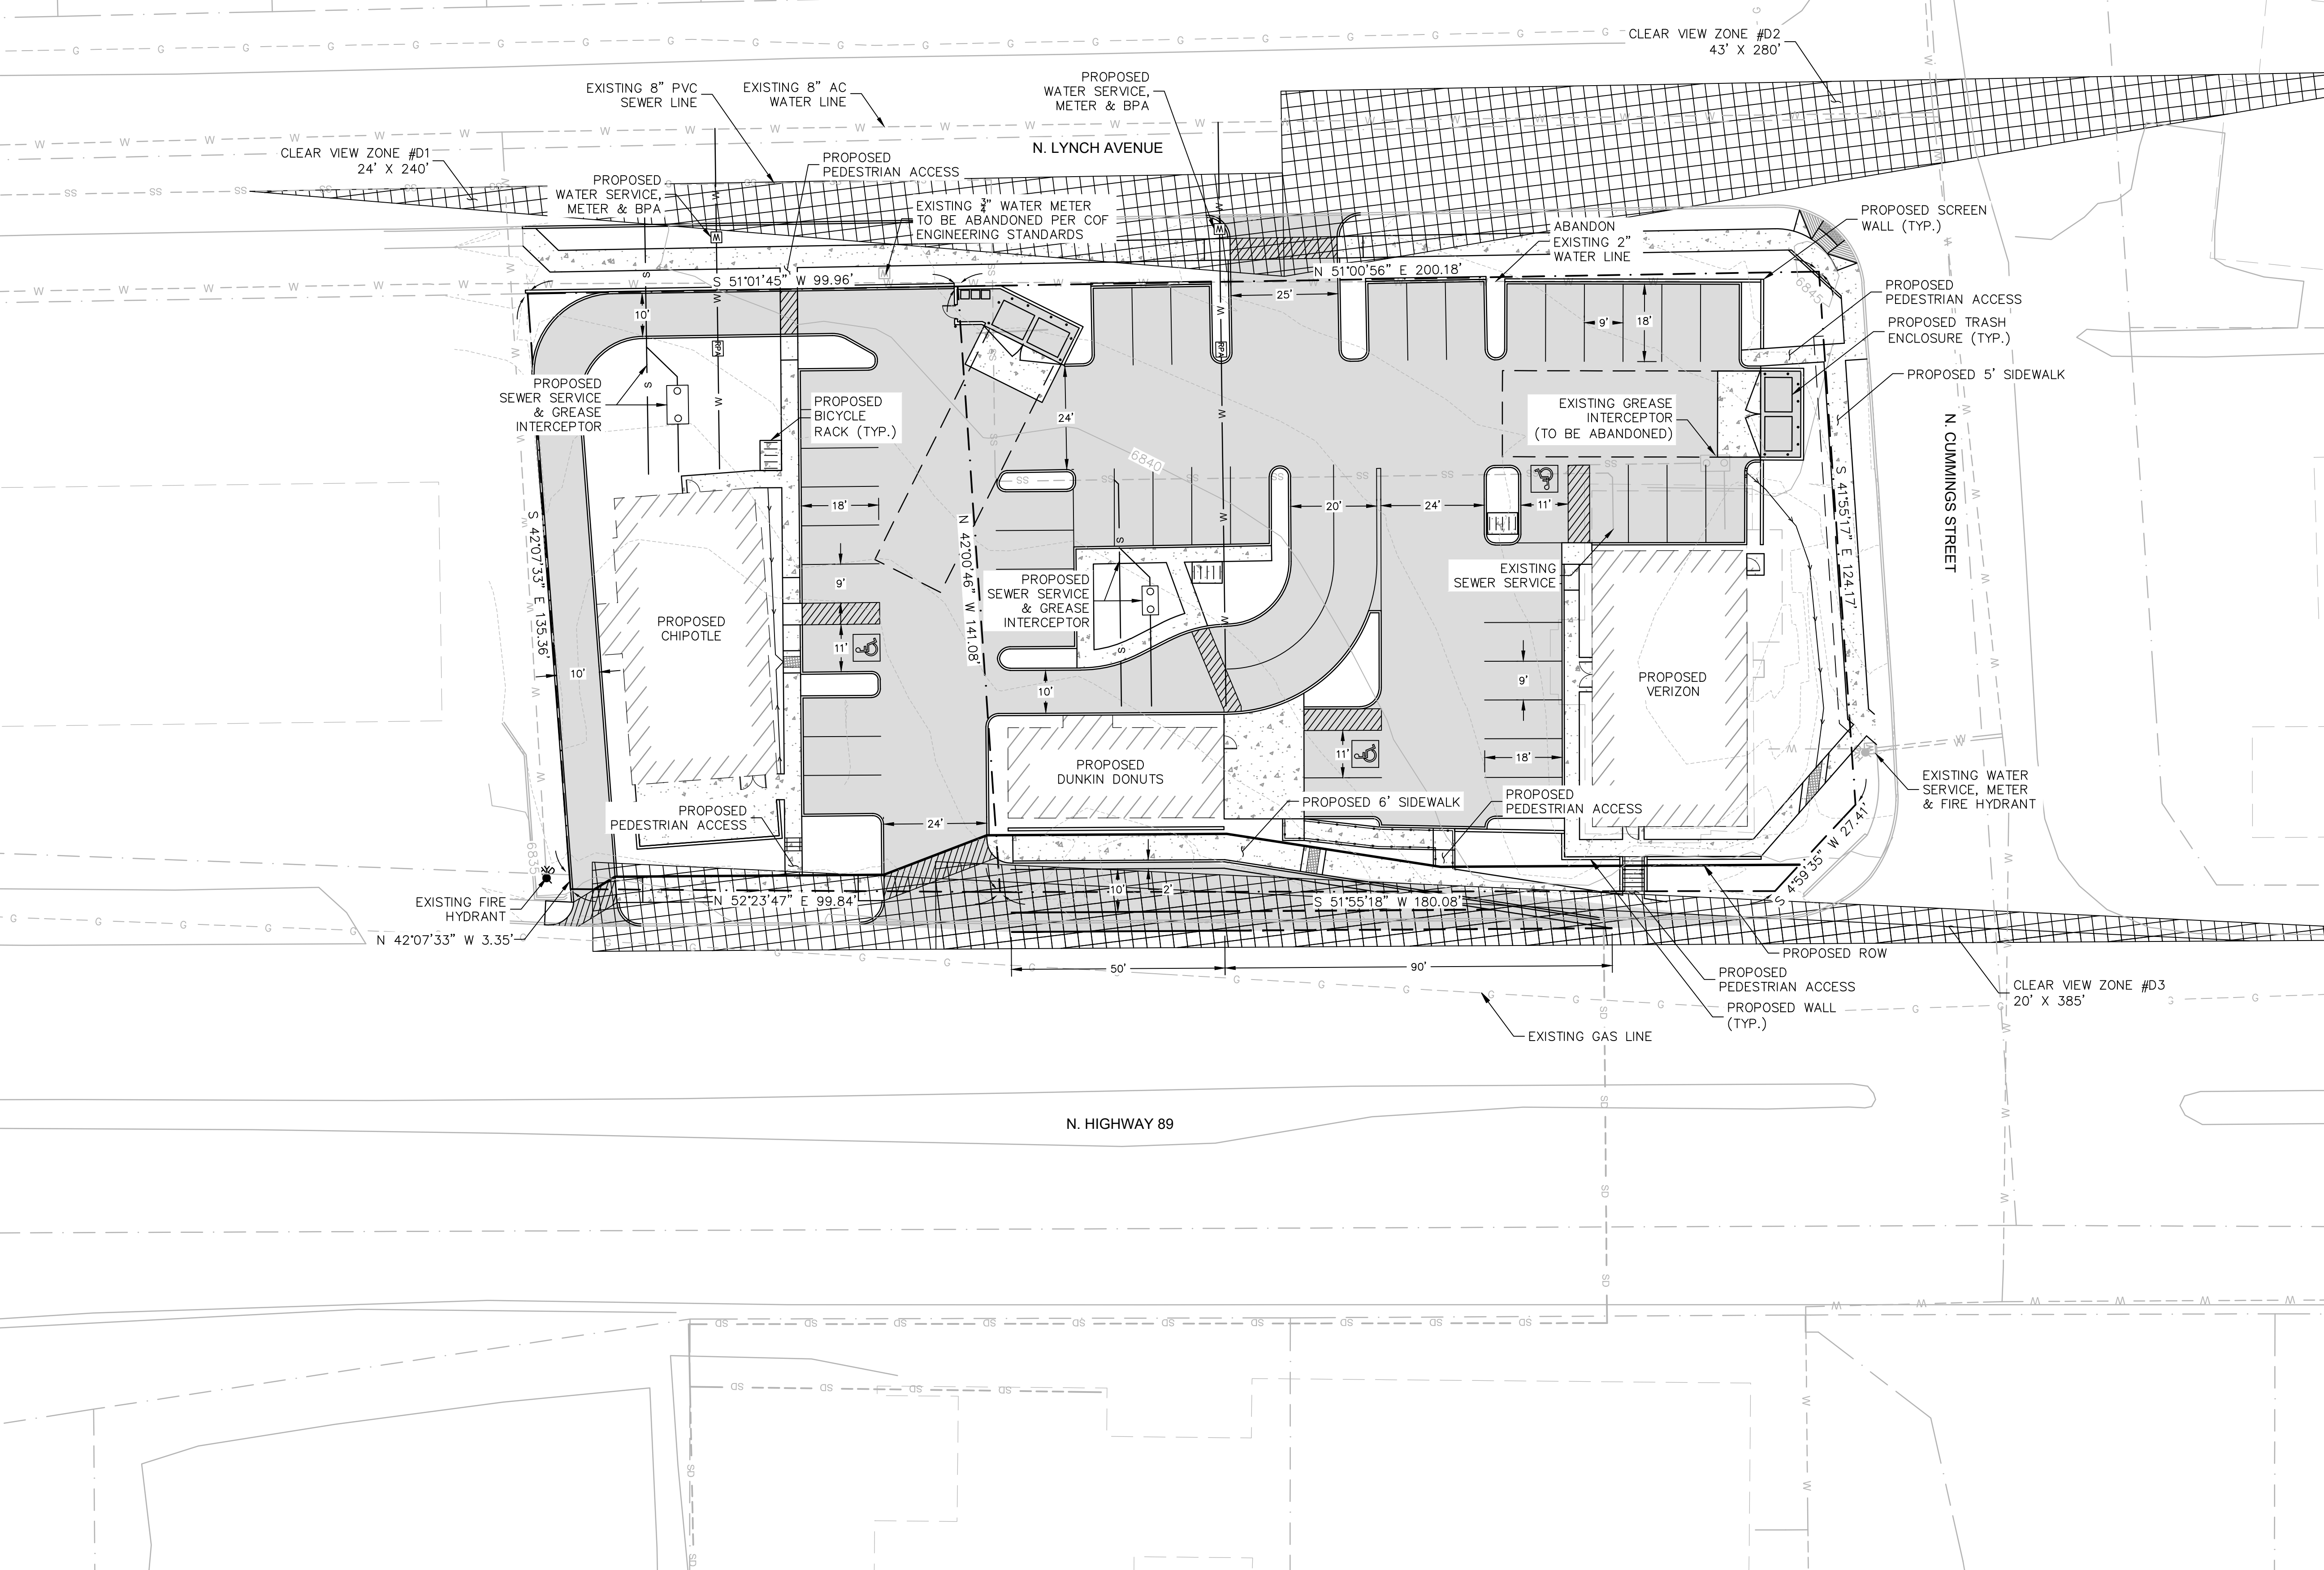 CLEAR VIEW ZONE #D2
43' X 280'
EXISTING 8" PVC
SEWER LINE
EXISTING 8" AC
WATER LINE
PROPOSED
WATER SERVICE,
METER & BPA
N. LYNCH AVENUE
CLEAR VIEW ZONE #D1
24' X 240'
PROPOSED
PEDESTRIAN ACCESS
PROPOSED
WATER SERVICE,
METER & BPA
EXISTING 3/4" WATER METER
TO BE ABANDONED PER COF
ENGINEERING STANDARDS
ABANDON
EXISTING 2"
WATER LINE
PROPOSED SCREEN
WALL (TYP.)
S 51°01'45" W 99.96'
N 51°00'56" E 200.18'
6845
PROPOSED
PEDESTRIAN ACCESS
PROPOSED TRASH
ENCLOSURE (TYP.)
PROPOSED 5' SIDEWALK
10'
25'
9'
18'
RPA
RPA
PROPOSED
SEWER SERVICE
& GREASE
INTERCEPTOR
PROPOSED
BICYCLE
RACK (TYP.)
24'
EXISTING GREASE
INTERCEPTOR
(TO BE ABANDONED)
6840
N. CUMMINGS STREET
S 41°55'17" E 124.17'
18'
20'
24'
11'
S 42°07'33" E 135.36'
N 42°00'46" W 141.08'
9'
11'
PROPOSED
SEWER SERVICE
& GREASE
INTERCEPTOR
EXISTING
SEWER SERVICE
PROPOSED
CHIPOTLE
PROPOSED
VERIZON
10'
10'
9'
11'
18'
PROPOSED
DUNKIN DONUTS
PROPOSED
PEDESTRIAN ACCESS
24'
PROPOSED 6' SIDEWALK
PROPOSED
PEDESTRIAN ACCESS
EXISTING WATER
SERVICE, METER
& FIRE HYDRANT
S 4°59'35" W 27.41'
6835
EXISTING FIRE
HYDRANT
N 42°07'33" W 3.35'
N 52°23'47" E 99.84'
10'
2'
S 51°55'18" W 180.08'
50'
90'
PROPOSED ROW
PROPOSED
PEDESTRIAN ACCESS
PROPOSED WALL
(TYP.)
CLEAR VIEW ZONE #D3
20' X 385'
EXISTING GAS LINE
N. HIGHWAY 89